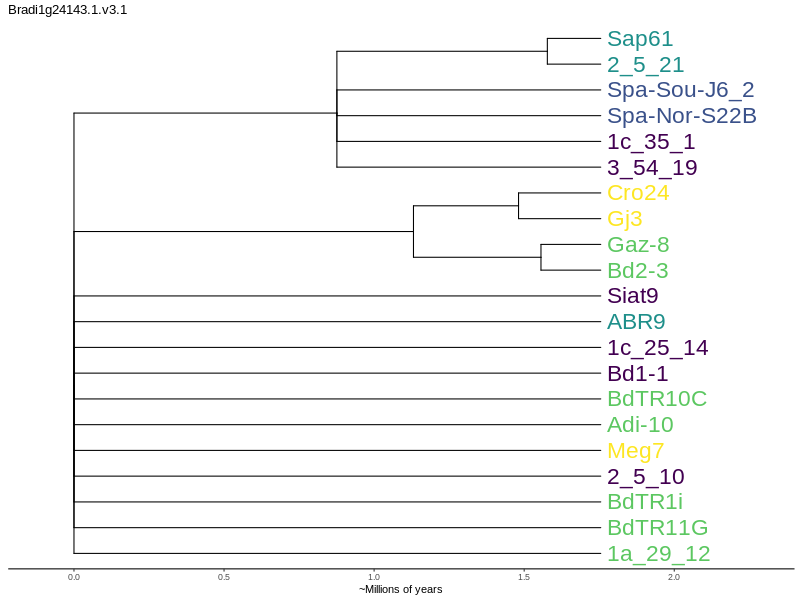 Bradi1g24143.1.v3.1
Sap61
2_5_21
Spa-Sou-J6_2
Spa-Nor-S22B
1c_35_1
3_54_19
Cro24
Gj3
Gaz-8
Bd2-3
Siat9
ABR9
1c_25_14
Bd1-1
BdTR10C
Adi-10
Meg7
2_5_10
BdTR1i
BdTR11G
1a_29_12
0.0 0.5 1.0 1.5 2.0
~Millions of years